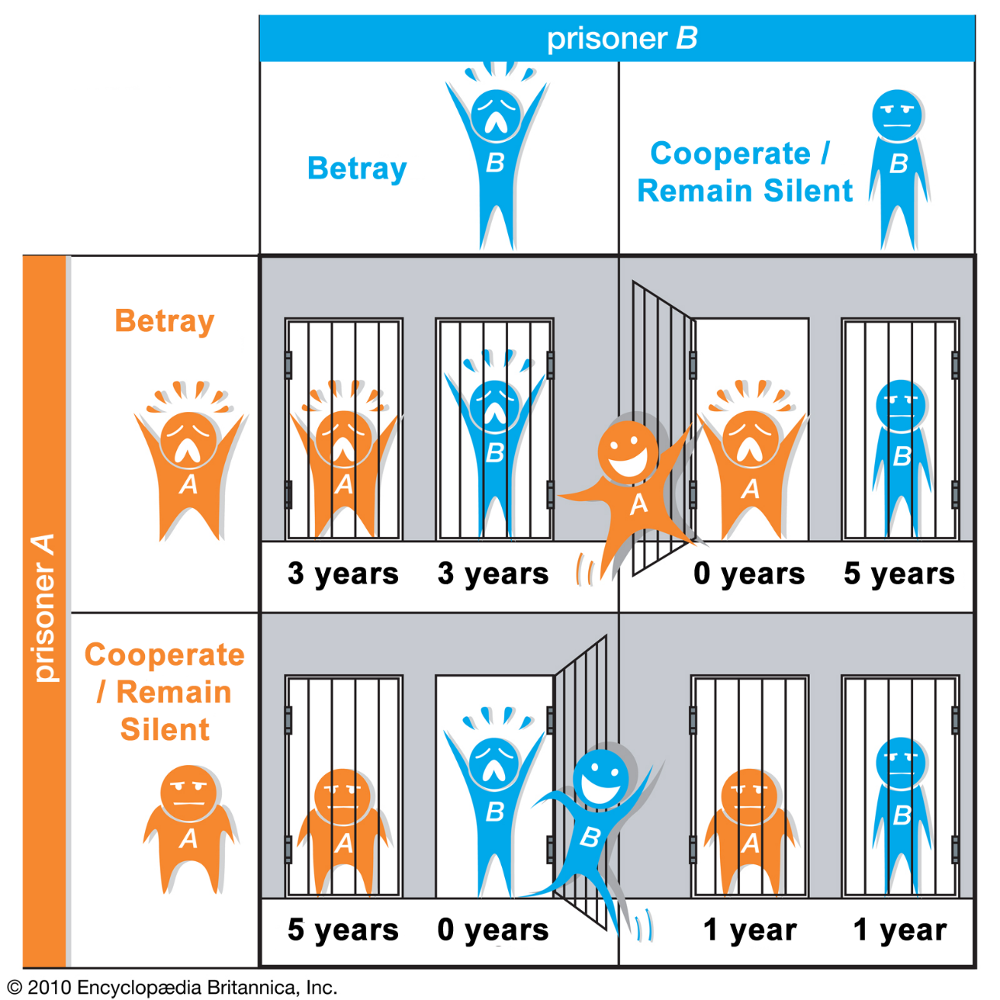 prisoner B
Betray
B
Cooperate /
Remain Silent
B
prisoner A
Betray
A
A
B
A
A
B
3 years
3 years
0 years
5 years
Cooperate
/ Remain
Silent
A
A
B
B
A
B
5 years
0 years
1 year
1 year
© 2010 Encyclopædia Britannica, Inc.